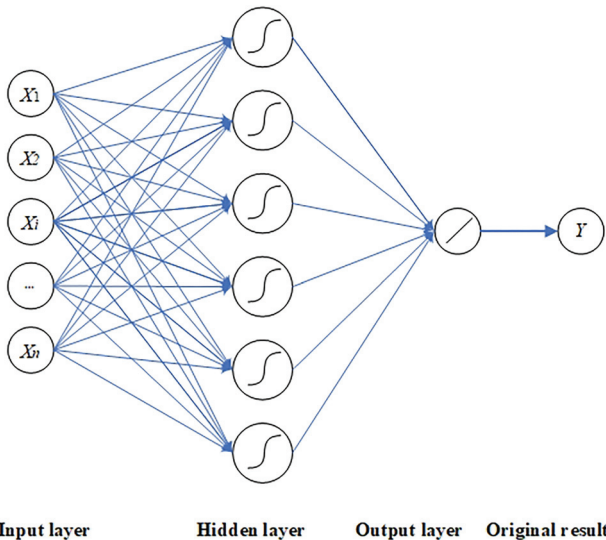 X1
X2
Xi
...
Xn
Y
Input layer Hidden layer Output layer Original result